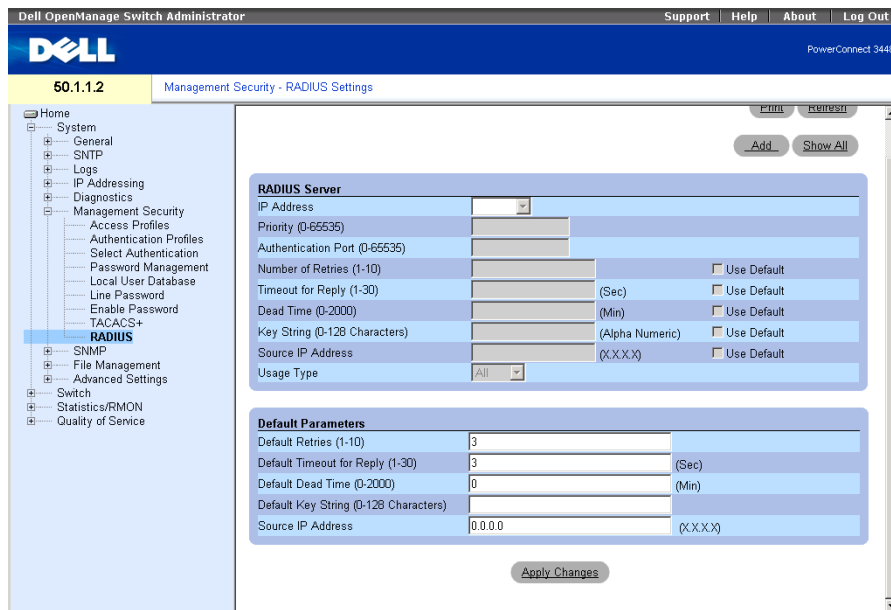 Dell OpenManage Switch Administrator
Support | Help | About | Log Out
DELL
PowerConnect 344
50.1.1.2
Management Security - RADIUS Settings
Home
System
General
SNTP
Logs
IP Addressing
Diagnostics
Management Security
Access Profiles
Authentication Profiles
Select Authentication
Password Management
Local User Database
Line Password
Enable Password
TACACS+
RADIUS
SNMP
File Management
Advanced Settings
Switch
Statistics/RMON
Quality of Service
Print Refresh
Add Show All
RADIUS Server
IP Address
Priority (0-65535)
Authentication Port (0-65535)
Number of Retries (1-10) Use Default
Timeout for Reply (1-30) (Sec) Use Default
Dead Time (0-2000) (Min) Use Default
Key String (0-128 Characters) (Alpha Numeric) Use Default
Source IP Address (X.X.X.X) Use Default
Usage Type All
Default Parameters
Default Retries (1-10) 3
Default Timeout for Reply (1-30) 3 (Sec)
Default Dead Time (0-2000) 0 (Min)
Default Key String (0-128 Characters)
Source IP Address 0.0.0.0 (X.X.X.X)
Apply Changes